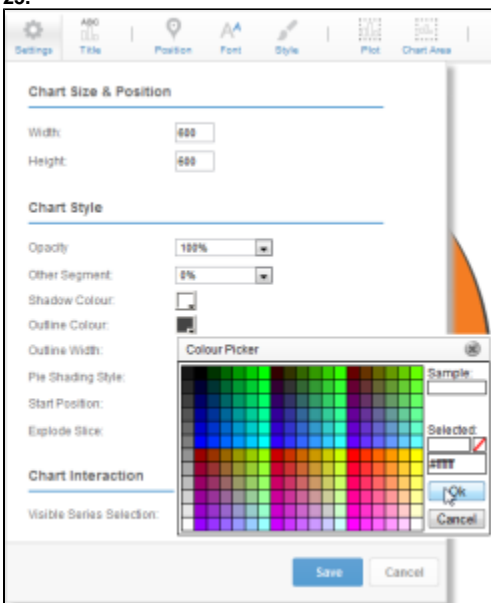 Settings Title Position Font Style Plot Chart Area
Chart Size & Position
Width: 600
Height: 600
Chart Style
Opacity 100%
Other Segment: 0%
Shadow Colour:
Outline Colour:
Outline Width:
Colour Picker
Pie Shading Style:
Sample:
Start Position:
Explode Slice:
Selected:
Chart Interaction
Ok
Visible Series Selection:
Cancel
Save Cancel